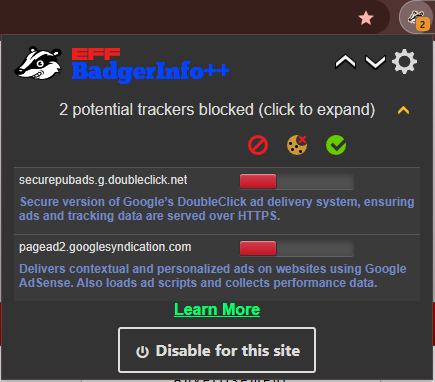 2
EFF
BadgerInfo++
2 potential trackers blocked (click to expand)
securepubads.g.doubleclick.net
Secure version of Google's DoubleClick ad delivery system, ensuring
ads and tracking data are served over HTTPS.
pagead2.googlesyndication.com
Delivers contextual and personalized ads on websites using Google
AdSense. Also loads ad scripts and collects performance data.
Learn More
Disable for this site